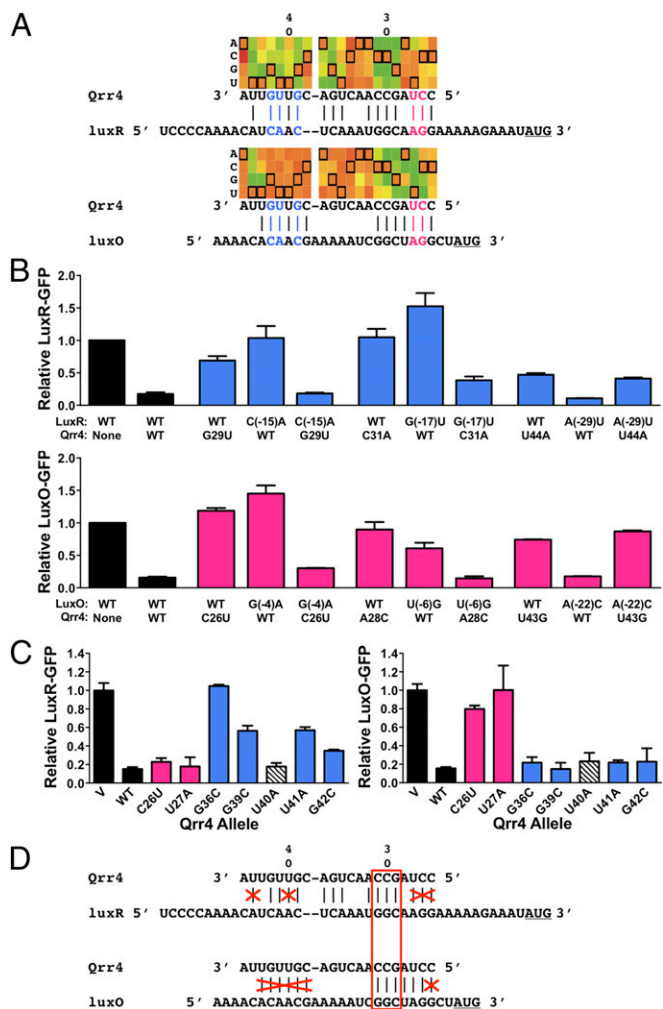 A
4 3
0 0
A
C
G
U
Qrr4 3' AUUGUUGC-AGUCAACCGAUCC 5'
luxR 5' UCCCCAAAACAUCAAC--UCAAAUGGCAAGGAAAAAGAAAUAUG 3'
A
C
G
U
Qrr4 3' AUUGUUGC-AGUCAACCGAUCC 5'
luxO 5' AAAACACAACGAAAAAUCGGCUAGGCUAUG 3'
B
Relative LuxR-GFP
2.0
1.5
1.0
0.5
0.0
LuxR: WT WT WT C(-15)A C(-15)A WT G(-17)U G(-17)U WT A(-29)U A(-29)U
Qrr4: None WT G29U WT G29U C31A WT C31A U44A WT U44A
Relative LuxO-GFP
2.0
1.5
1.0
0.5
0.0
LuxO: WT WT WT G(-4)A G(-4)A WT U(-6)G U(-6)G WT A(-22)C A(-22)C
Qrr4: None WT C26U WT C26U A28C WT A28C U43G WT U43G
C
Relative LuxR-GFP
1.4
1.2
1.0
0.8
0.6
0.4
0.2
0.0
V WT C26U U27A G36C G39C U40A U41A G42C
Qrr4 Allele
Relative LuxO-GFP
1.4
1.2
1.0
0.8
0.6
0.4
0.2
0.0
V WT C26U U27A G36C G39C U40A U41A G42C
Qrr4 Allele
D
4 3
0 0
Qrr4 3' AUUGUUGC-AGUCAACCGAUCC 5'
luxR 5' UCCCCAAAACAUCAAC--UCAAAUGGCAAGGAAAAAGAAAUAUG 3'
Qrr4 3' AUUGUUGC-AGUCAACCGAUCC 5'
luxO 5' AAAACACAACGAAAAAUCGGCUAGGCUAUG 3'